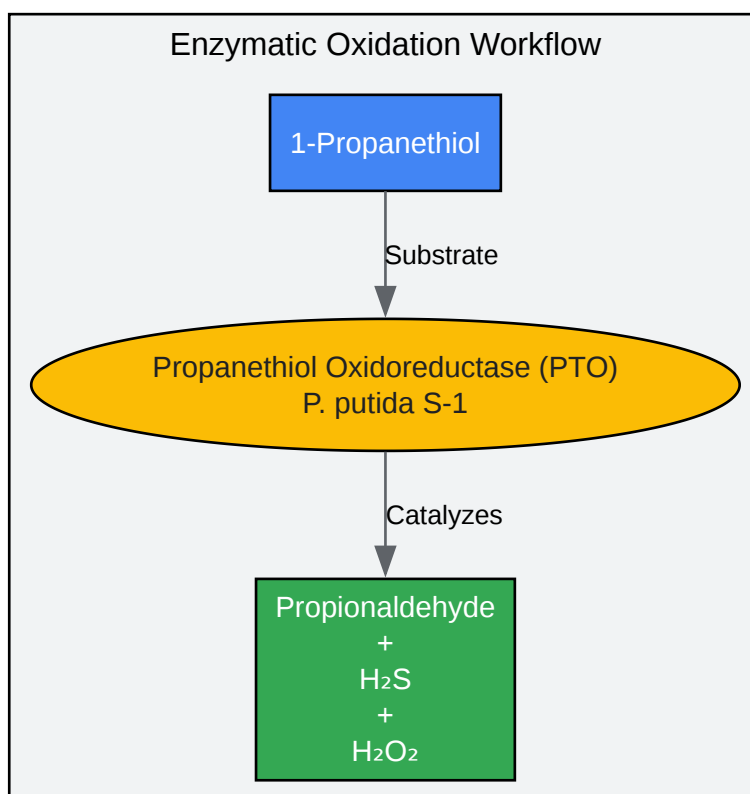 Enzymatic Oxidation Workflow
1-Propanethiol
Substrate
Propanethiol Oxidoreductase (PTO)
P. putida S-1
Catalyzes
Propionaldehyde
+
H₂S
+
H₂O₂